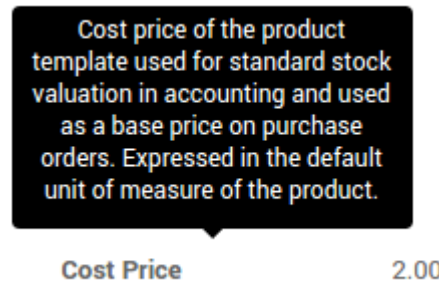 Cost price of the product
template used for standard stock
valuation in accounting and used
as a base price on purchase
orders. Expressed in the default
unit of measure of the product.
Cost Price 2.00